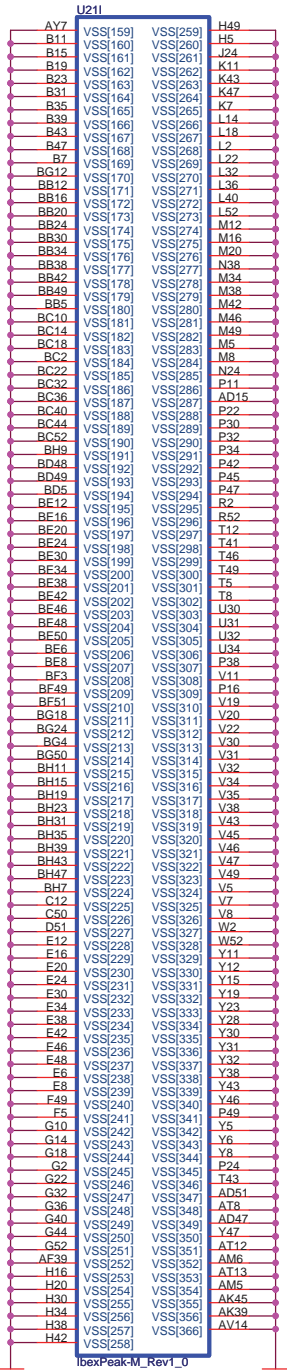 U21I
AY7 VSS[159] VSS[259] H49
B11 VSS[160] VSS[260] H5
B15 VSS[161] VSS[261] J24
B19 VSS[162] VSS[262] K11
B23 VSS[163] VSS[263] K43
B31 VSS[164] VSS[264] K47
B35 VSS[165] VSS[265] K7
B39 VSS[166] VSS[266] L14
B43 VSS[167] VSS[267] L18
B47 VSS[168] VSS[268] L2
B7 VSS[169] VSS[269] L22
BG12 VSS[170] VSS[270] L32
BB12 VSS[171] VSS[271] L36
BB16 VSS[172] VSS[272] L40
BB20 VSS[173] VSS[273] L52
BB24 VSS[174] VSS[274] M12
BB30 VSS[175] VSS[275] M16
BB34 VSS[176] VSS[276] M20
BB38 VSS[177] VSS[277] N38
BB42 VSS[178] VSS[278] M34
BB49 VSS[179] VSS[279] M38
BB5 VSS[180] VSS[280] M42
BC10 VSS[181] VSS[281] M46
BC14 VSS[182] VSS[282] M49
BC18 VSS[183] VSS[283] M5
BC2 VSS[184] VSS[284] M8
BC22 VSS[185] VSS[285] N24
BC32 VSS[186] VSS[286] P11
BC36 VSS[187] VSS[287] AD15
BC40 VSS[188] VSS[288] P22
BC44 VSS[189] VSS[289] P30
BC52 VSS[190] VSS[290] P32
BH9 VSS[191] VSS[291] P34
BD48 VSS[192] VSS[292] P42
BD49 VSS[193] VSS[293] P45
BD5 VSS[194] VSS[294] P47
BE12 VSS[195] VSS[295] R2
BE16 VSS[196] VSS[296] R52
BE20 VSS[197] VSS[297] T12
BE24 VSS[198] VSS[298] T41
BE30 VSS[199] VSS[299] T46
BE34 VSS[200] VSS[300] T49
BE38 VSS[201] VSS[301] T5
BE42 VSS[202] VSS[302] T8
BE46 VSS[203] VSS[303] U30
BE48 VSS[204] VSS[304] U31
BE50 VSS[205] VSS[305] U32
BE6 VSS[206] VSS[306] U34
BE8 VSS[207] VSS[307] P38
BF3 VSS[208] VSS[308] V11
BF49 VSS[209] VSS[309] P16
BF51 VSS[210] VSS[310] V19
BG18 VSS[211] VSS[311] V20
BG24 VSS[212] VSS[312] V22
BG4 VSS[213] VSS[313] V30
BG50 VSS[214] VSS[314] V31
BH11 VSS[215] VSS[315] V32
BH15 VSS[216] VSS[316] V34
BH19 VSS[217] VSS[317] V35
BH23 VSS[218] VSS[318] V38
BH31 VSS[219] VSS[319] V43
BH35 VSS[220] VSS[320] V45
BH39 VSS[221] VSS[321] V46
BH43 VSS[222] VSS[322] V47
BH47 VSS[223] VSS[323] V49
BH7 VSS[224] VSS[324] V5
C12 VSS[225] VSS[325] V7
C50 VSS[226] VSS[326] V8
D51 VSS[227] VSS[327] W2
E12 VSS[228] VSS[328] W52
E16 VSS[229] VSS[329] Y11
E20 VSS[230] VSS[330] Y12
E24 VSS[231] VSS[331] Y15
E30 VSS[232] VSS[332] Y19
E34 VSS[233] VSS[333] Y23
E38 VSS[234] VSS[334] Y28
E42 VSS[235] VSS[335] Y30
E46 VSS[236] VSS[336] Y31
E48 VSS[237] VSS[337] Y32
E6 VSS[238] VSS[338] Y38
E8 VSS[239] VSS[339] Y43
F49 VSS[240] VSS[340] Y46
F5 VSS[241] VSS[341] P49
G10 VSS[242] VSS[342] Y5
G14 VSS[243] VSS[343] Y6
G18 VSS[244] VSS[344] Y8
G2 VSS[245] VSS[345] P24
G22 VSS[246] VSS[346] T43
G32 VSS[247] VSS[347] AD51
G36 VSS[248] VSS[348] AT8
G40 VSS[249] VSS[349] AD47
G44 VSS[250] VSS[350] Y47
G52 VSS[251] VSS[351] AT12
AF39 VSS[252] VSS[352] AM6
H16 VSS[253] VSS[353] AT13
H20 VSS[254] VSS[354] AM5
H30 VSS[255] VSS[355] AK45
H34 VSS[256] VSS[356] AK39
H38 VSS[257] VSS[366] AV14
H42 VSS[258]
IbexPeak-M_Rev1_0